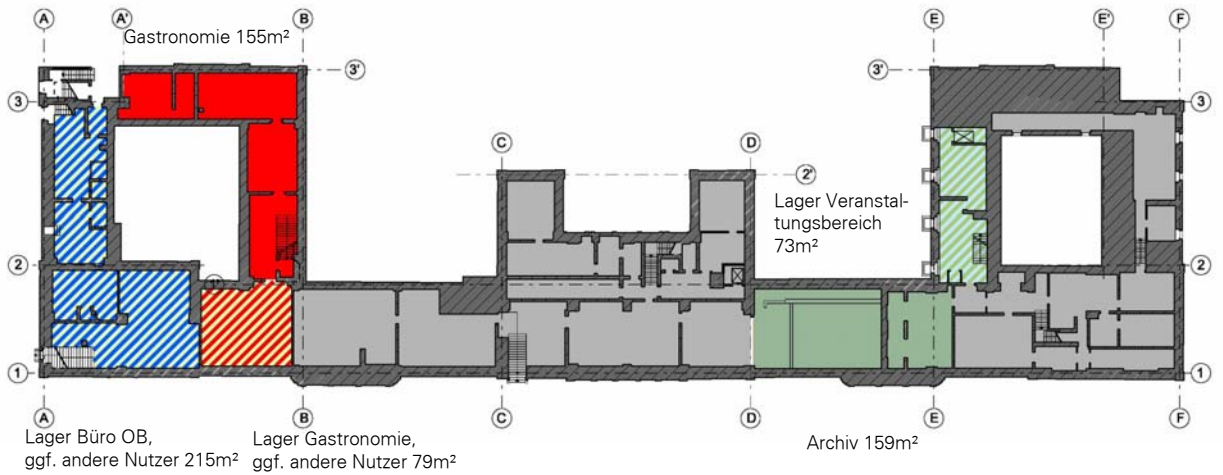 A A' B E E' F
Gastronomie 155m²
3' 3'
3 3
C D
2'
Lager Veranstal-
tungsbereich
73m²
2 2
1 1
A B C D E F
Lager Büro OB,
ggf. andere Nutzer 215m²
Lager Gastronomie,
ggf. andere Nutzer 79m²
Archiv 159m²